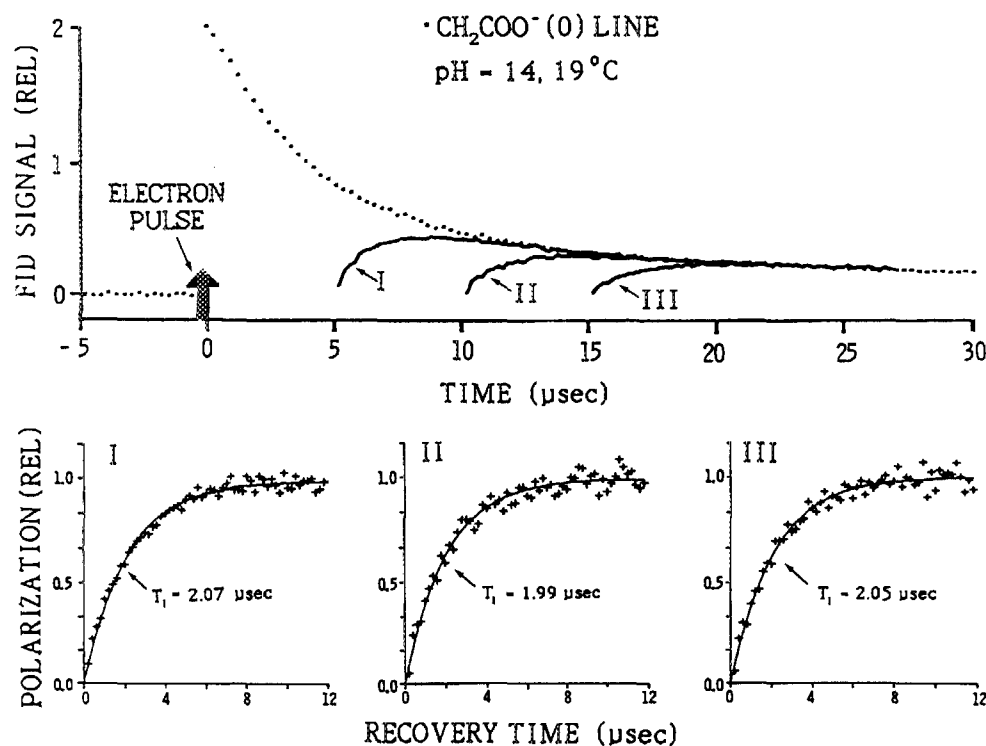 · CH₂COO⁻(0) LINE
pH - 14, 19°C
FID SIGNAL (REL)
2
1
0
ELECTRON
PULSE
I
II
III
-5
0
5
10
15
20
25
30
TIME (μsec)
POLARIZATION (REL)
I
1.0
0.5
0.0
T₁ - 2.07 μsec
0
4
8
12
II
1.0
0.5
0.0
T₁ - 1.99 μsec
0
4
8
12
III
1.0
0.5
0.0
T₁ - 2.05 μsec
0
4
8
12
RECOVERY TIME (μsec)